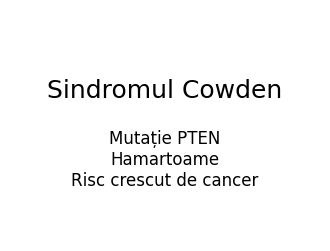 Sindromul Cowden
Mutație PTEN
Hamartoame
Risc crescut de cancer